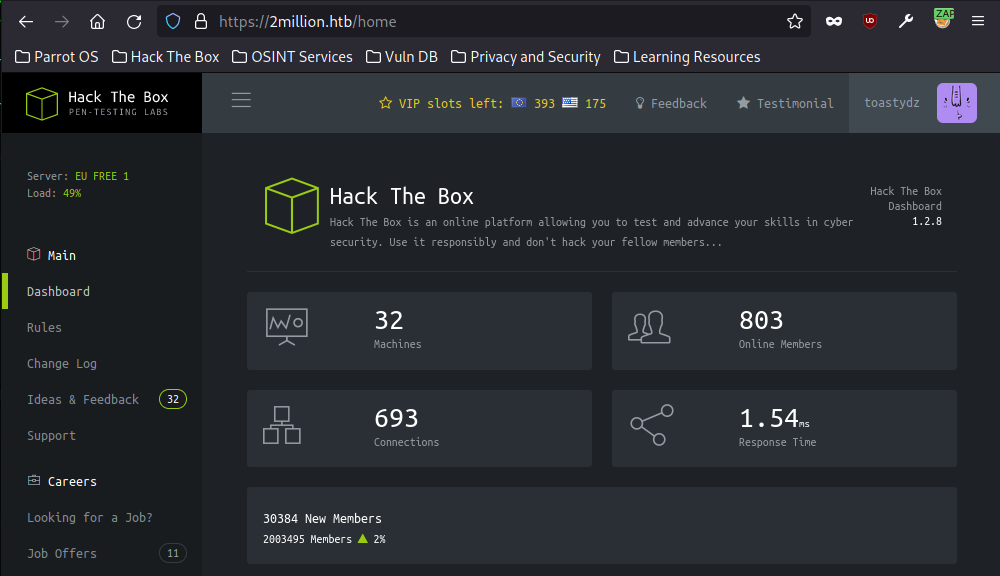 https://2million.htb/home
UD
ZAP
Parrot OS Hack The Box OSINT Services Vuln DB Privacy and Security Learning Resources
Hack The Box
PEN-TESTING LABS
VIP slots left: 393 175 Feedback Testimonial toastydz
Server: EU FREE 1
Load: 49%
Main
Dashboard
Rules
Change Log
Ideas & Feedback 32
Support
Careers
Looking for a Job?
Job Offers 11
Hack The Box
Hack The Box is an online platform allowing you to test and advance your skills in cyber
security. Use it responsibly and don't hack your fellow members...
Hack The Box
Dashboard
1.2.8
32
Machines
803
Online Members
693
Connections
1.54ms
Response Time
30384 New Members
2003495 Members 2%